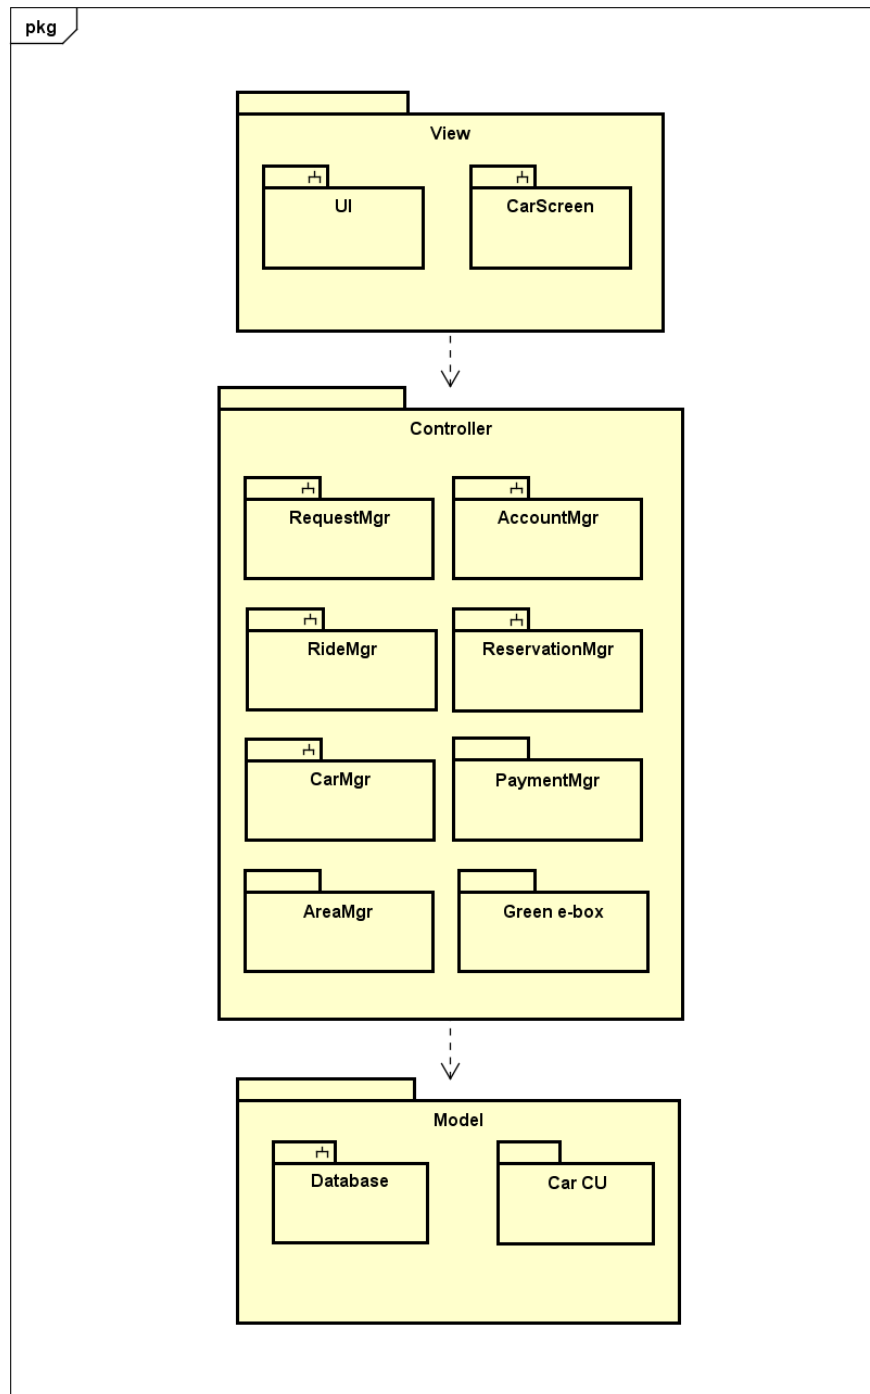 pkg
View
UI
CarScreen
Controller
RequestMgr
AccountMgr
RideMgr
ReservationMgr
CarMgr
PaymentMgr
AreaMgr
Green e-box
Model
Database
Car CU